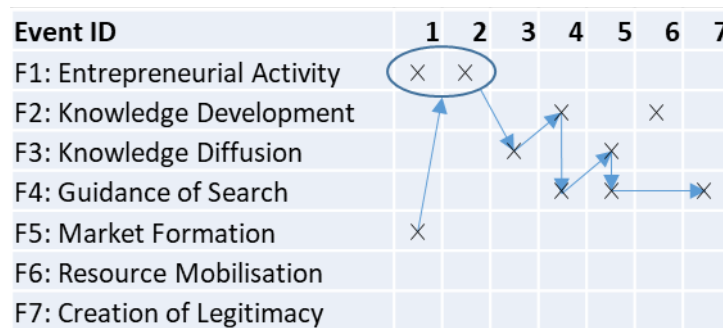 Event ID 1 2 3 4 5 6 7
F1: Entrepreneurial Activity X X
F2: Knowledge Development X X
F3: Knowledge Diffusion X X
F4: Guidance of Search X X X
F5: Market Formation X
F6: Resource Mobilisation
F7: Creation of Legitimacy